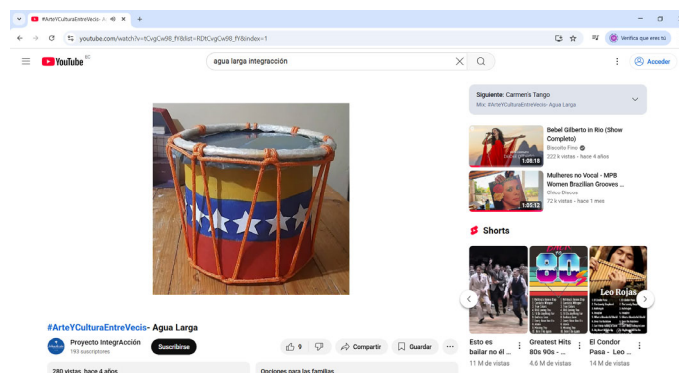 #ArteYCulturaEntreVecis- A
youtube.com/watch?v=tCvgCw98_fY&list=RDtCvgCw98_fY&index=1
Verifica que eres tú
YouTube EC
agua larga integracción
Acceder
#ArteYCulturaEntreVecis- Agua Larga
Proyecto IntegrAcción
193 suscriptores
Suscribirse
9
Compartir
Guardar
280 vistas hace 4 años
Opciones para las familias
Siguiente: Carmen's Tango
Mix: #ArteYCulturaEntreVecis- Agua Larga
1:08:18
Bebel Gilberto in Rio (Show
Completo)
Biscoito Fino
222 k vistas - hace 4 años
1:05:12
Mulheres no Vocal - MPB
Women Brazilian Grooves ...
72 k vistas - hace 1 mes
Shorts
80s
Leo Rojas
Esto es
bailar no él ...
11 M de vistas
Greatest Hits
80s 90s - ...
4.6 M de vistas
El Condor
Pasa - Leo ...
14 M de vistas